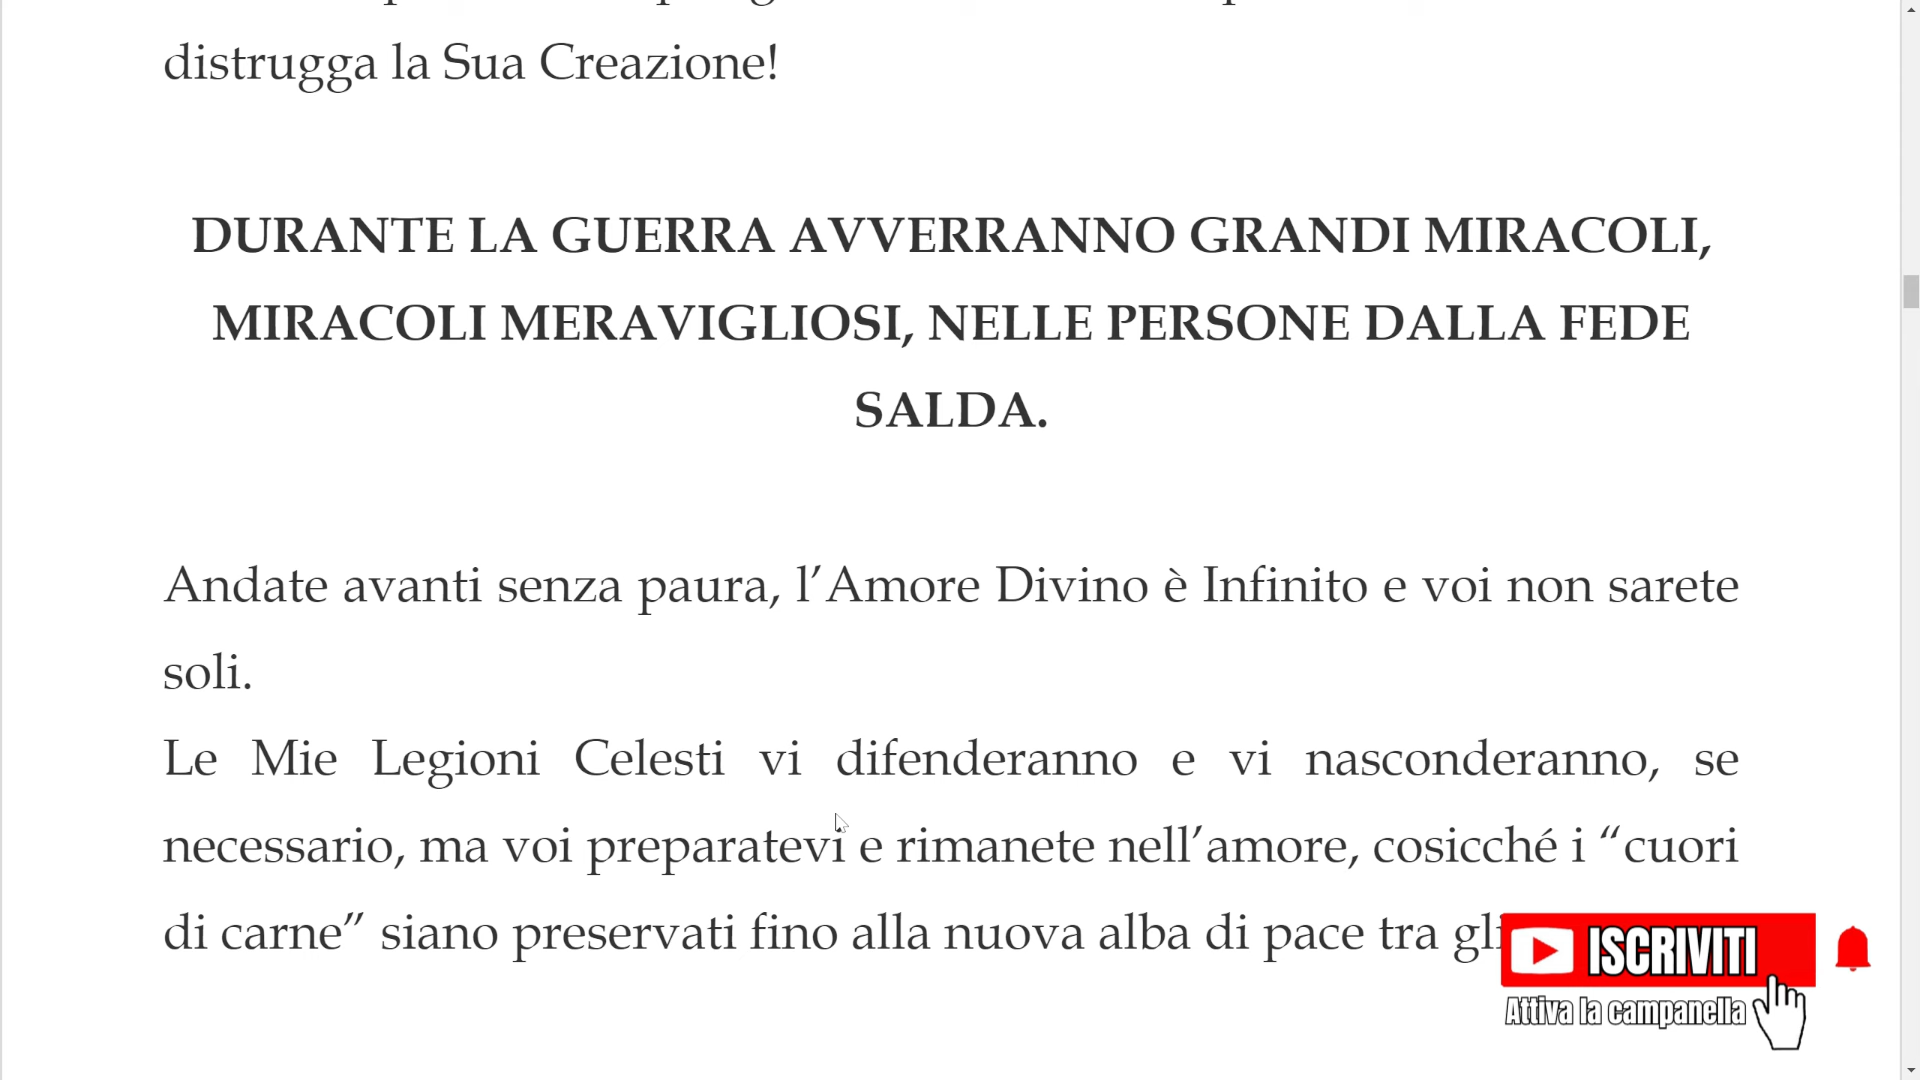 distrugga la Sua Creazione!
DURANTE LA GUERRA AVVERRANNO GRANDI MIRACOLI,
MIRACOLI MERAVIGLIOSI, NELLE PERSONE DALLA FEDE
SALDA.
Andate avanti senza paura, l’Amore Divino è Infinito e voi non sarete
soli.
Le Mie Legioni Celesti vi difenderanno e vi nasconderanno, se
necessario, ma voi preparatevi e rimanete nell’amore, cosicché i “cuori
di carne” siano preservati fino alla nuova alba di pace tra
ISCRIVITI
Attiva la campanella